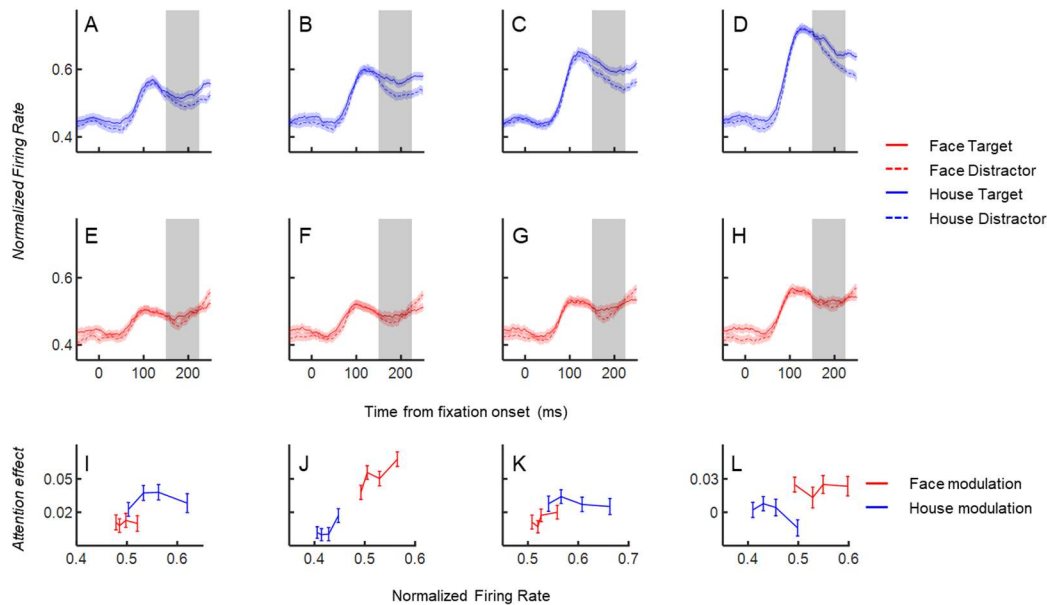 A B C D
Normalized Firing Rate
0.6
0.4
Face Target
Face Distractor
House Target
House Distractor
E F G H
0.6
0.4
0 100 200 0 100 200 0 100 200 0 100 200
Time from fixation onset (ms)
Attention effect
I J K L
0.05
0.02
0.03
0
Face modulation
House modulation
0.4 0.5 0.6 0.4 0.5 0.6 0.5 0.6 0.7 0.4 0.5 0.6
Normalized Firing Rate